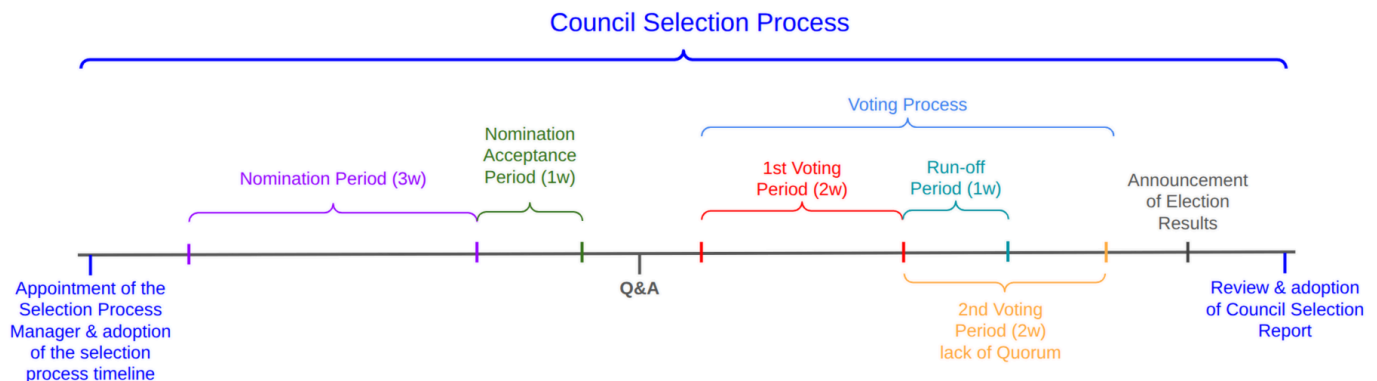 Council Selection Process
Voting Process
Nomination
Acceptance
Period (1w)
Nomination Period (3w)
1st Voting
Period (2w)
Run-off
Period (1w)
Announcement
of Election
Results
Appointment of the
Selection Process
Manager & adoption
of the selection
process timeline
Q&A
2nd Voting
Period (2w)
lack of Quorum
Review & adoption
of Council Selection
Report